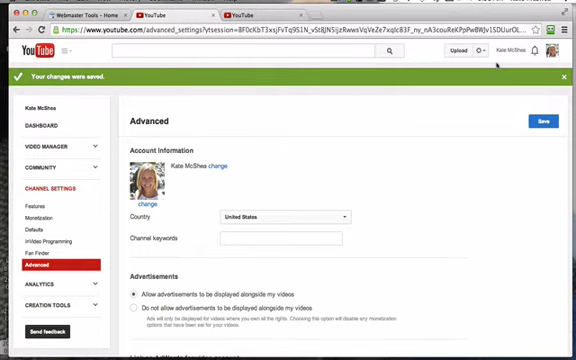 Webmaster Tools - Home
YouTube
YouTube
https://www.youtube.com/advanced_settings?ytsession=
YouTube
Upload
Kate McShea
Your changes were saved.
Kate McShea
DASHBOARD
VIDEO MANAGER
COMMUNITY
CHANNEL SETTINGS
Features
Monetization
Defaults
InVideo Programming
Fan Finder
Advanced
ANALYTICS
CREATION TOOLS
Send feedback
Advanced
Save
Account Information
Kate McShea change
change
Country
United States
Channel keywords
Advertisements
Allow advertisements to be displayed alongside my videos
Do not allow advertisements to be displayed alongside my videos
Ads will only be displayed for videos where you own all the rights. Choosing this option will disable any monetization
options that have been set for your videos.